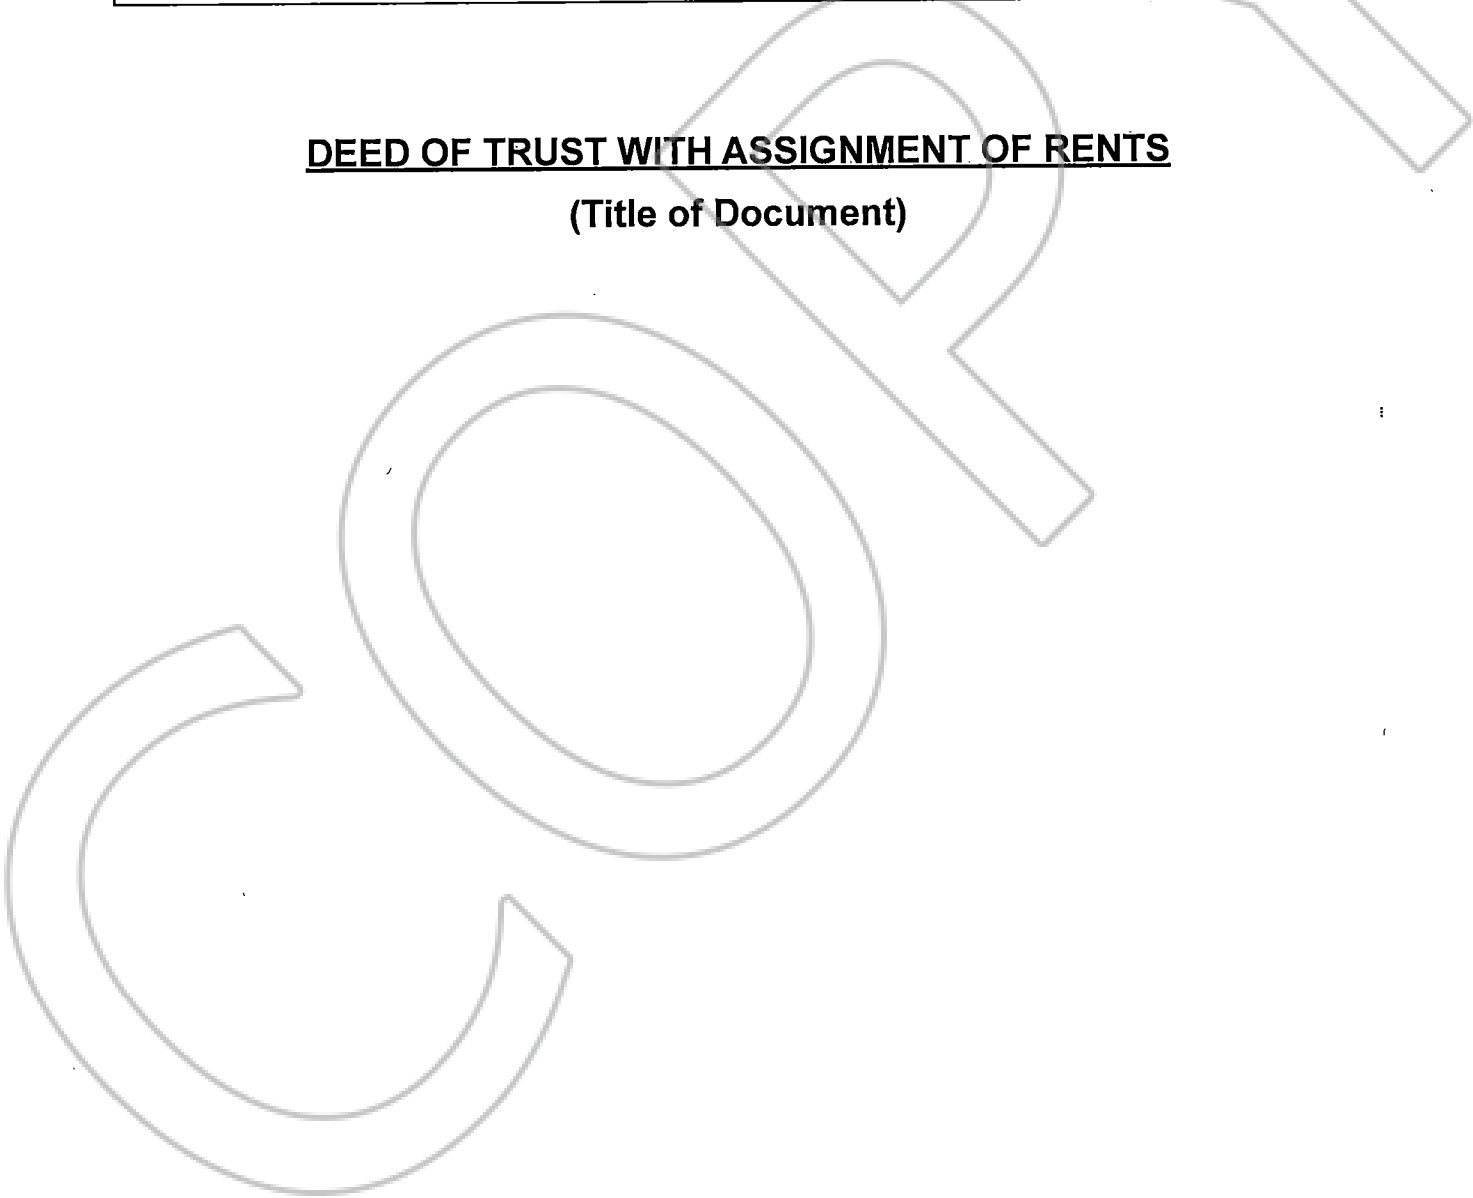 DEED OF TRUST WITH ASSIGNMENT OF RENTS
(Title of Document)
COPY